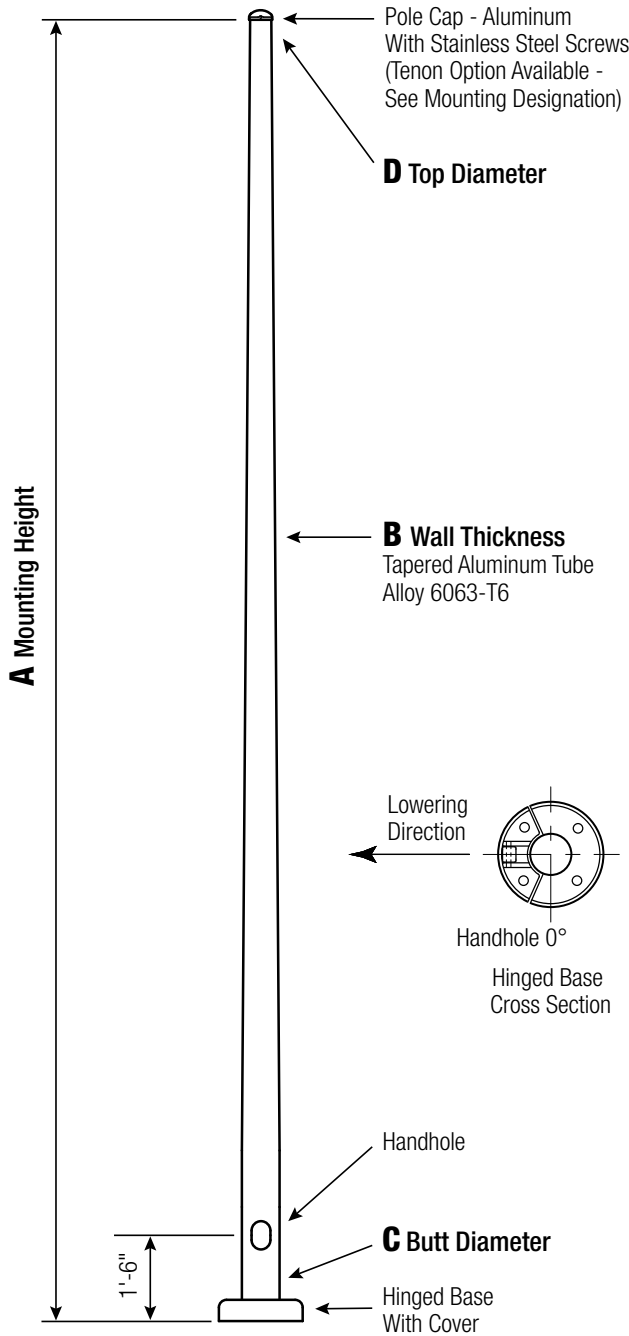 Pole Cap - Aluminum
With Stainless Steel Screws
(Tenon Option Available -
See Mounting Designation)
D Top Diameter
A Mounting Height
B Wall Thickness
Tapered Aluminum Tube
Alloy 6063-T6
Lowering
Direction
Handhole 0°
Hinged Base
Cross Section
Handhole
1'-6"
C Butt Diameter
Hinged Base
With Cover